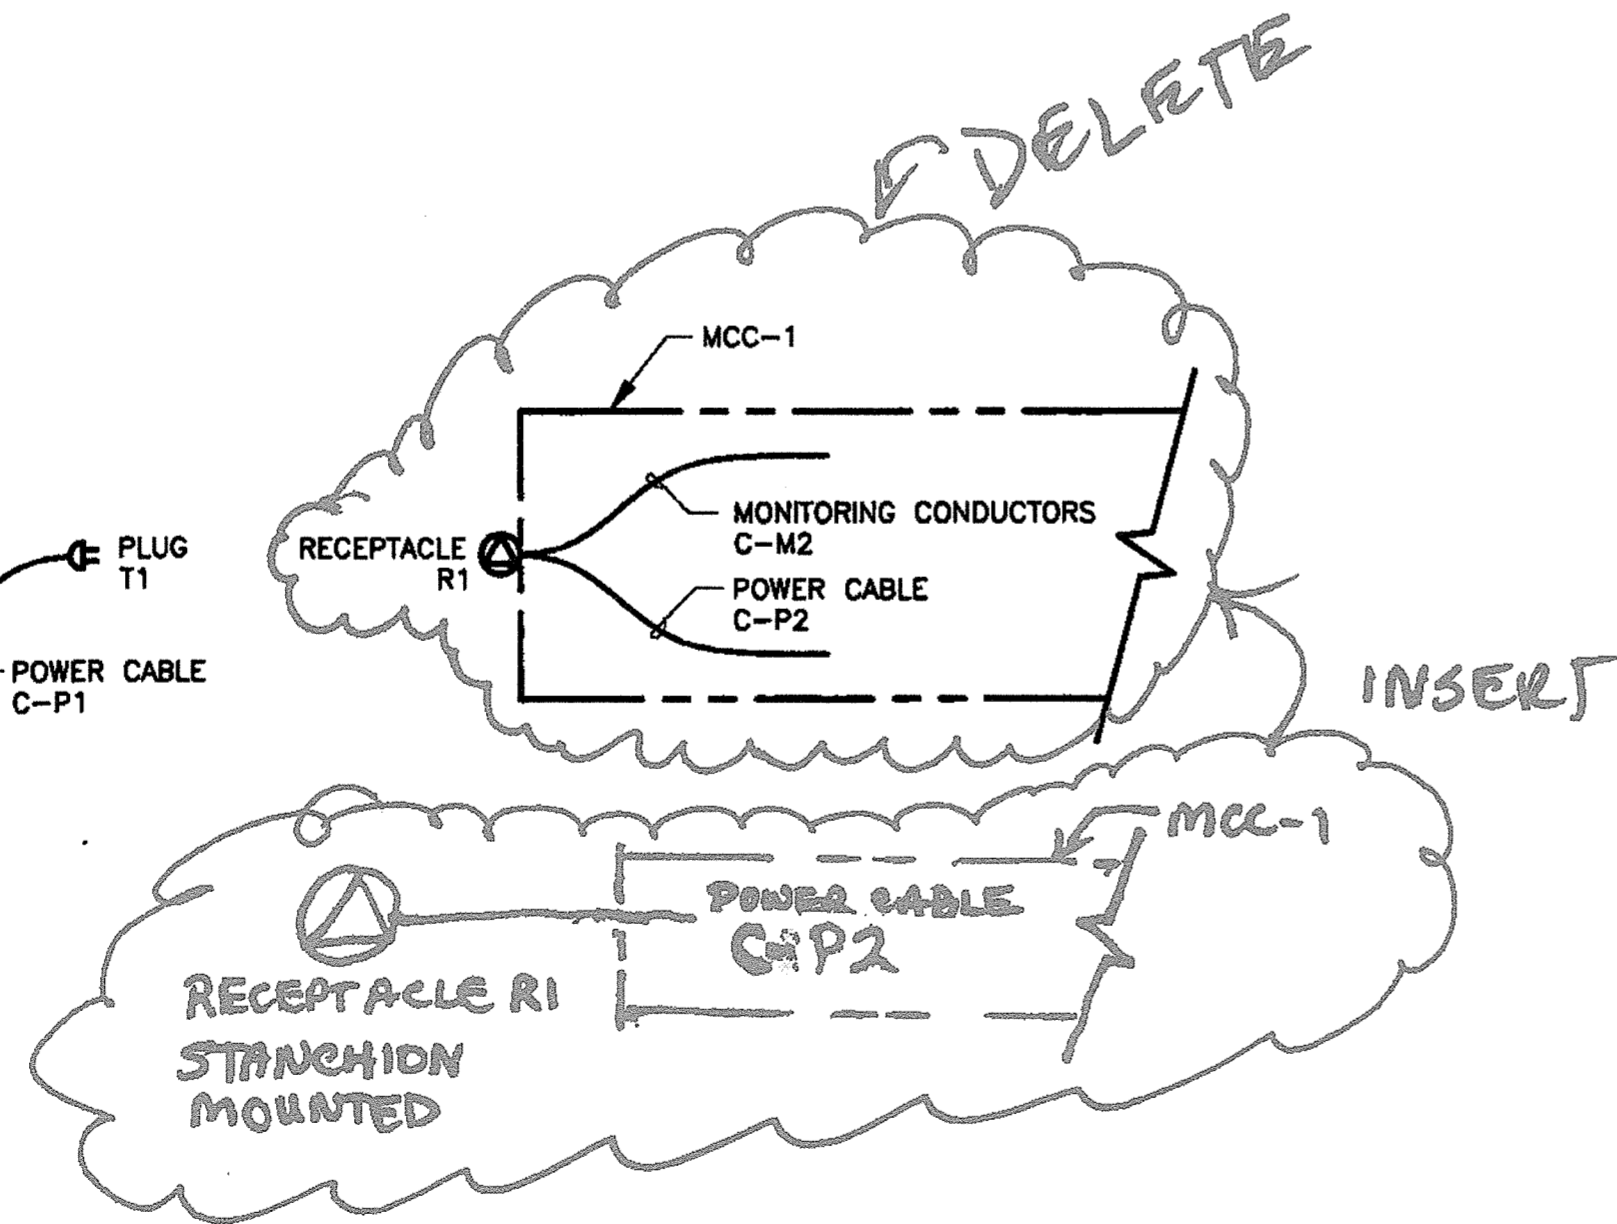 DELETE
MCC-1
MONITORING CONDUCTORS
C-M2
PLUG
T1
RECEPTACLE
R1
POWER CABLE
C-P2
POWER CABLE
C-P1
INSERT
MCC-1
POWER CABLE
C-P2
RECEPTACLE R1
STANCHION
MOUNTED